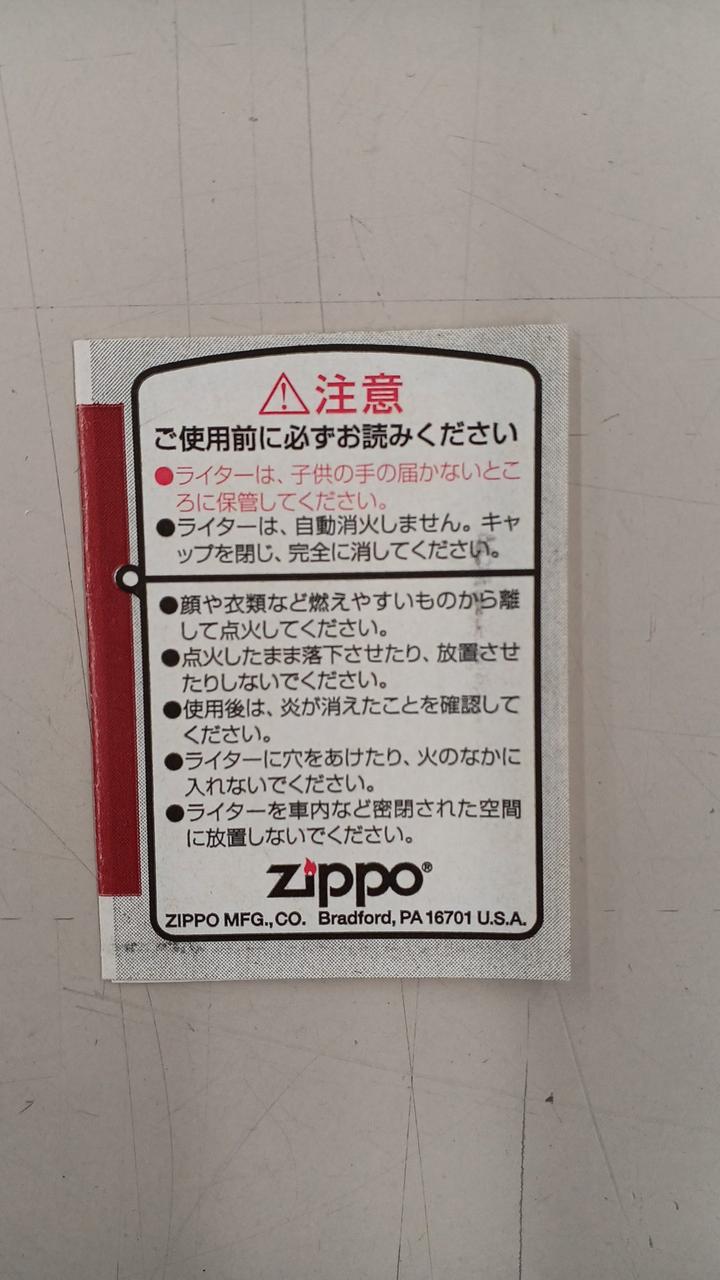 ⚠注意
ご使用前に必ずお読みください
●ライターは、子供の手の届かないとこ
ろに保管してください。
●ライターは、自動消火しません。キャ
ップを閉じ、完全に消してください。
●顔や衣類など燃えやすいものから離
して点火してください。
●点火したまま落下させたり、放置させ
たりしないでください。
●使用後は、炎が消えたことを確認して
ください。
●ライターに穴をあけたり、火のなかに
入れないでください。
●ライターを車内など密閉された空間
に放置しないでください。
zippo®
ZIPPO MFG.,CO. Bradford, PA 16701 U.S.A.